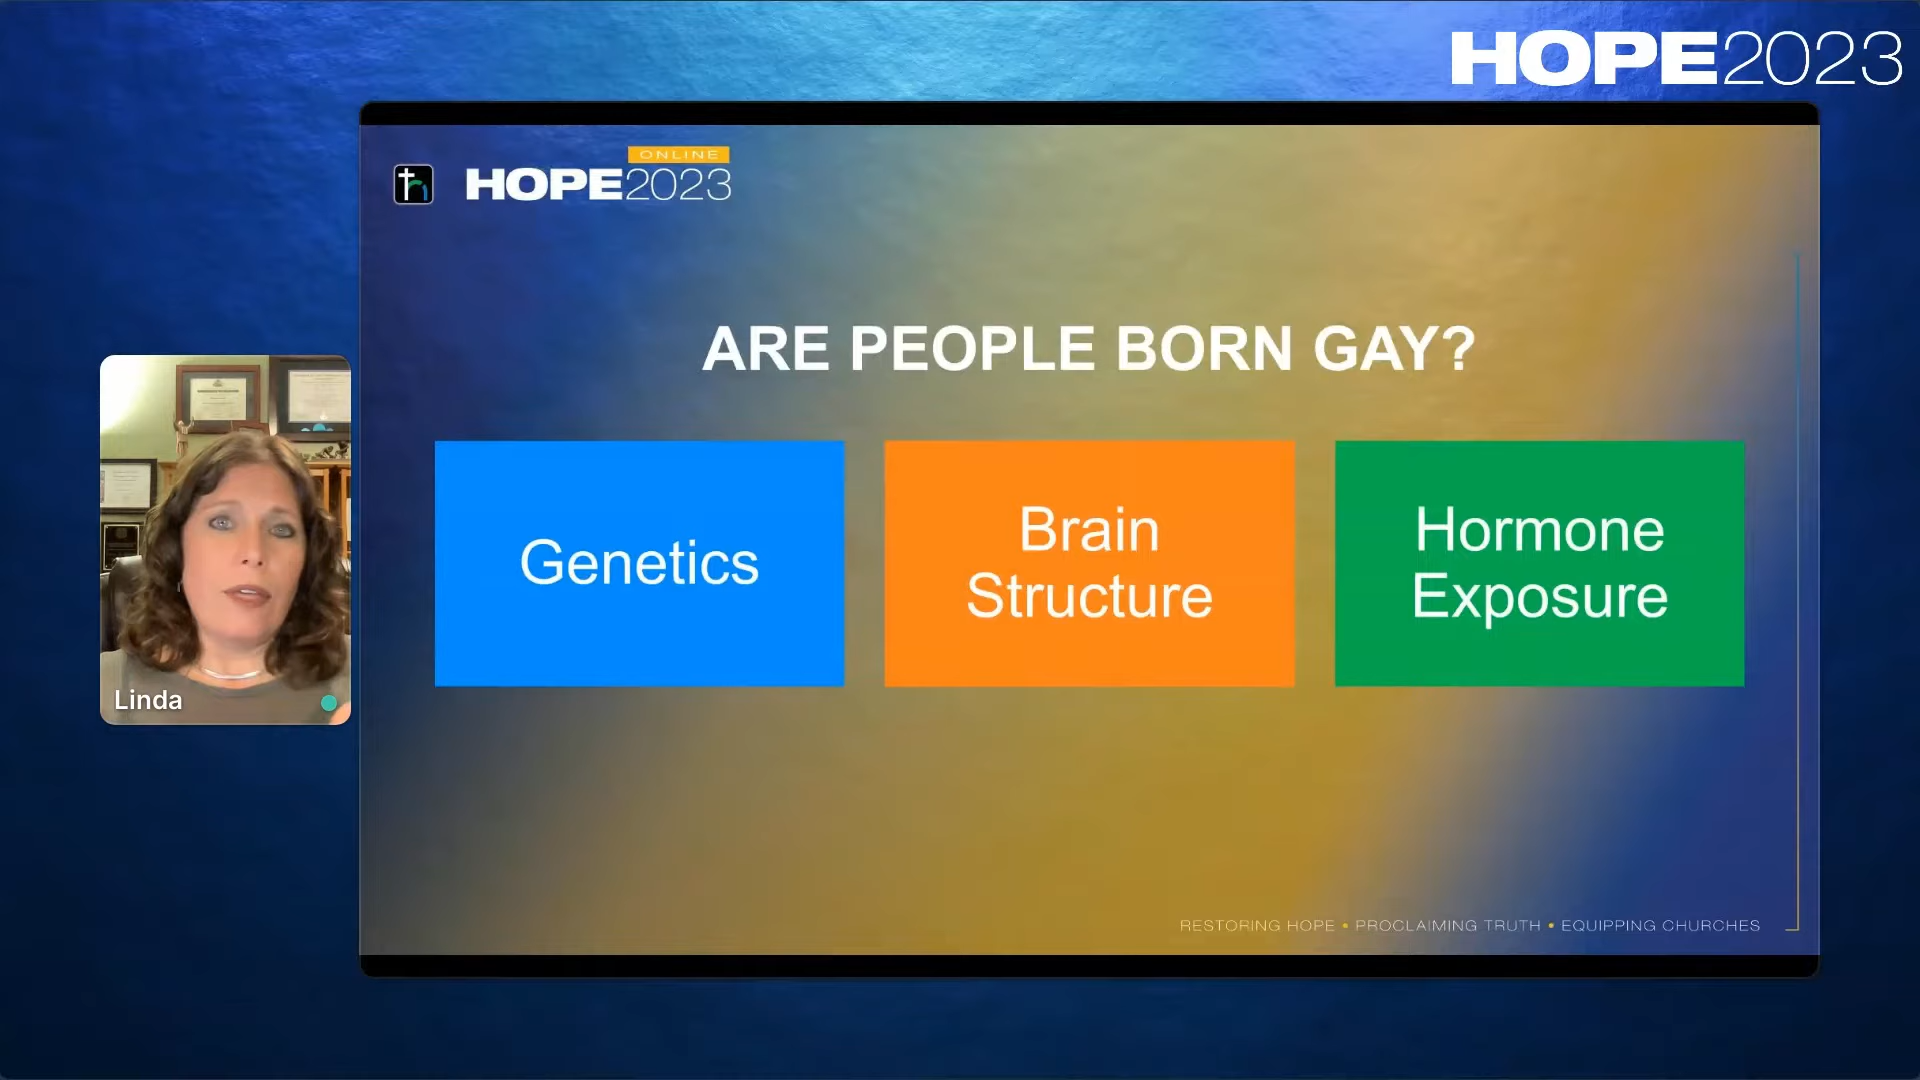 HOPE2023
ONLINE
HOPE2023
ARE PEOPLE BORN GAY?
Genetics
Brain
Structure
Hormone
Exposure
Linda
RESTORING HOPE • PROCLAIMING TRUTH • EQUIPPING CHURCHES